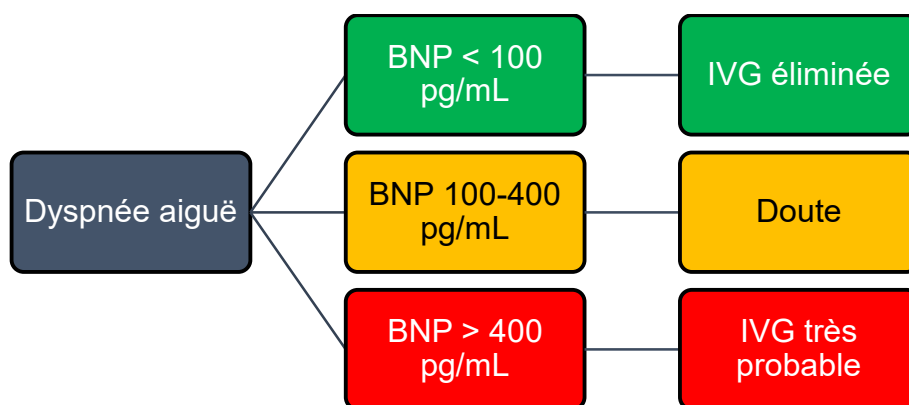 Dyspnée aiguë
BNP < 100
pg/mL
IVG éliminée
BNP 100-400
pg/mL
Doute
BNP > 400
pg/mL
IVG très
probable